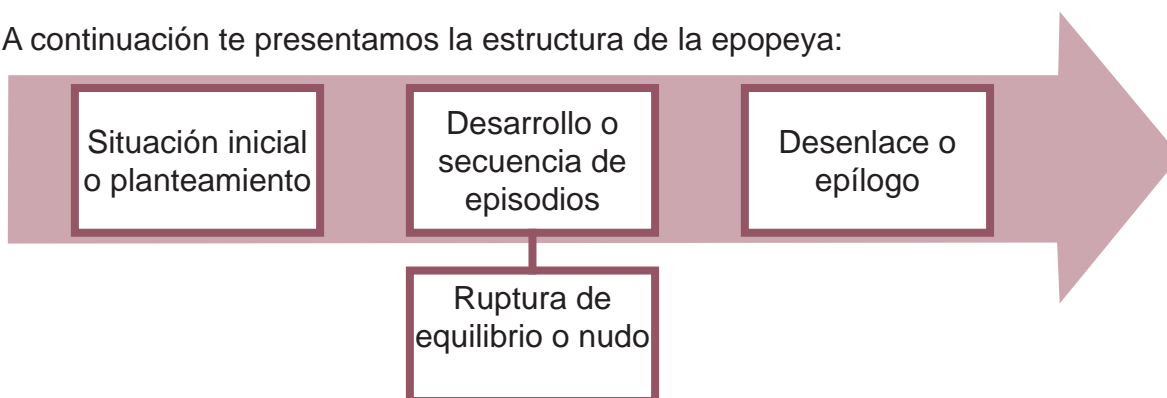 A continuación te presentamos la estructura de la epopeya:
Situación inicial
o planteamiento
Desarrollo o
secuencia de
episodios
Desenlace o
epílogo
Ruptura de
equilibrio o nudo